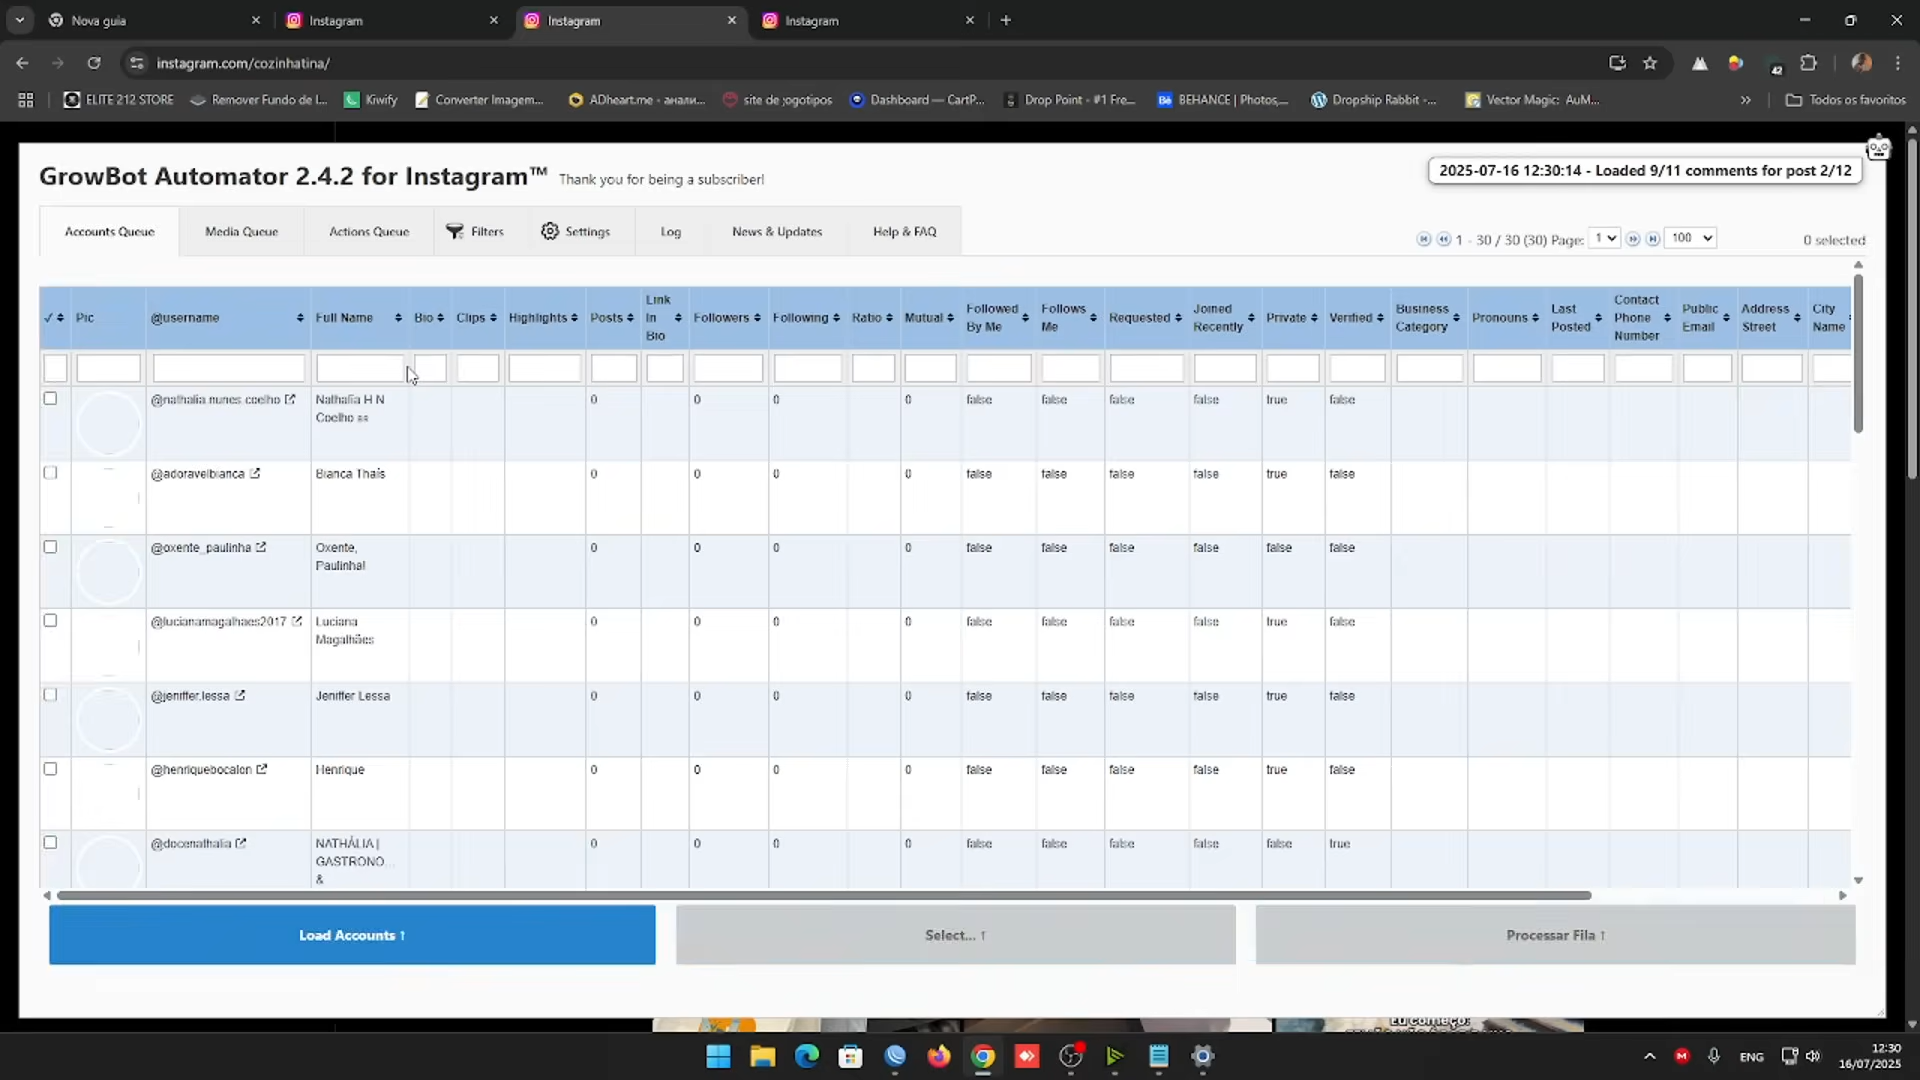 Nova guia
Instagram
Instagram
Instagram
instagram.com/cozinhatina/
42
ELITE 212 STORE
Remover Fundo de I...
Kiwify
Converter Imagem...
ADheart.me - анали...
site de jogotipos
Dashboard — CartP...
Drop Point - #1 Fre...
BEHANCE | Photos,...
Dropship Rabbit -...
Vector Magic: AuM...
Todos os favoritos
GrowBot Automator 2.4.2 for Instagram™ Thank you for being a subscriber!
2025-07-16 12:30:14 - Loaded 9/11 comments for post 2/12
Accounts Queue
Media Queue
Actions Queue
Filters
Settings
Log
News & Updates
Help & FAQ
1 - 30 / 30 (30) Page: 1 100
0 selected
✓ Pic @username Full Name Bio Clips Highlights Posts Link In Bio Followers Following Ratio Mutual Followed By Me Follows Me Requested Joined Recently Private Verified Business Category Pronouns Last Posted Contact Phone Number Public Email Address Street City Name
@nathalia.nunes.coelho Nathalia H N 0 0 0 0 false false false false true false
Coelho ss
@adoravelbianca Bianca Thais 0 0 0 0 false false false false true false
@oxente_paulinha Oxente, 0 0 0 0 false false false false false false
Paulinha!
@lucianamagalhaes2017 Luciana 0 0 0 0 false false false false true false
Magalhães
@jeniffer.lessa Jeniffer Lessa 0 0 0 0 false false false false true false
@henriquebocalon Henrique 0 0 0 0 false false false false true false
@docenathalia NATHÁLIA | 0 0 0 0 false false false false false true
GASTRONO...
&
Load Accounts ↑
Select... ↑
Processar Fila ↑
Eu começo:
ENG
12:30
16/07/2025